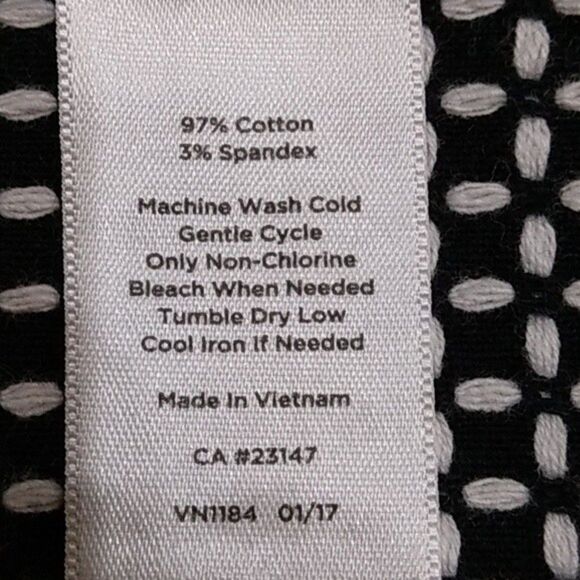 97% Cotton
3% Spandex
Machine Wash Cold
Gentle Cycle
Only Non-Chlorine
Bleach When Needed
Tumble Dry Low
Cool Iron If Needed
Made In Vietnam
CA #23147
VN1184 01/17